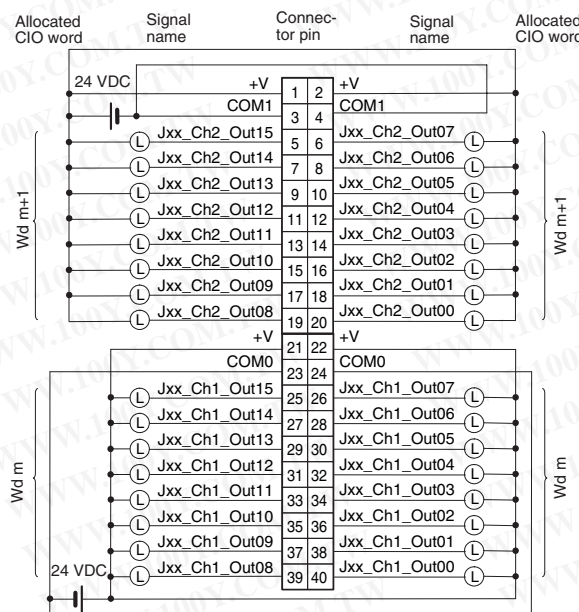 Allocated CIO word Signal name Connec-tor pin Signal name Allocated CIO word
24 VDC
+V 1 2 +V
COM1 3 4 COM1
Jxx_Ch2_Out15 5 6 Jxx_Ch2_Out07
L L
Jxx_Ch2_Out14 7 8 Jxx_Ch2_Out06
L L
Jxx_Ch2_Out13 9 10 Jxx_Ch2_Out05
L L
Jxx_Ch2_Out12 11 12 Jxx_Ch2_Out04
L L
Jxx_Ch2_Out11 13 14 Jxx_Ch2_Out03
L L
Jxx_Ch2_Out10 15 16 Jxx_Ch2_Out02
L L
Jxx_Ch2_Out09 17 18 Jxx_Ch2_Out01
L L
Jxx_Ch2_Out08 19 20 Jxx_Ch2_Out00
L L
Wd m+1 Wd m+1
+V 21 22 +V
COM0 23 24 COM0
Jxx_Ch1_Out15 25 26 Jxx_Ch1_Out07
L L
Jxx_Ch1_Out14 27 28 Jxx_Ch1_Out06
L L
Jxx_Ch1_Out13 29 30 Jxx_Ch1_Out05
L L
Jxx_Ch1_Out12 31 32 Jxx_Ch1_Out04
L L
Jxx_Ch1_Out11 33 34 Jxx_Ch1_Out03
L L
Jxx_Ch1_Out10 35 36 Jxx_Ch1_Out02
L L
Jxx_Ch1_Out09 37 38 Jxx_Ch1_Out01
L L
Jxx_Ch1_Out08 39 40 Jxx_Ch1_Out00
L L
Wd m Wd m
24 VDC
WWW.100Y.COM.TW